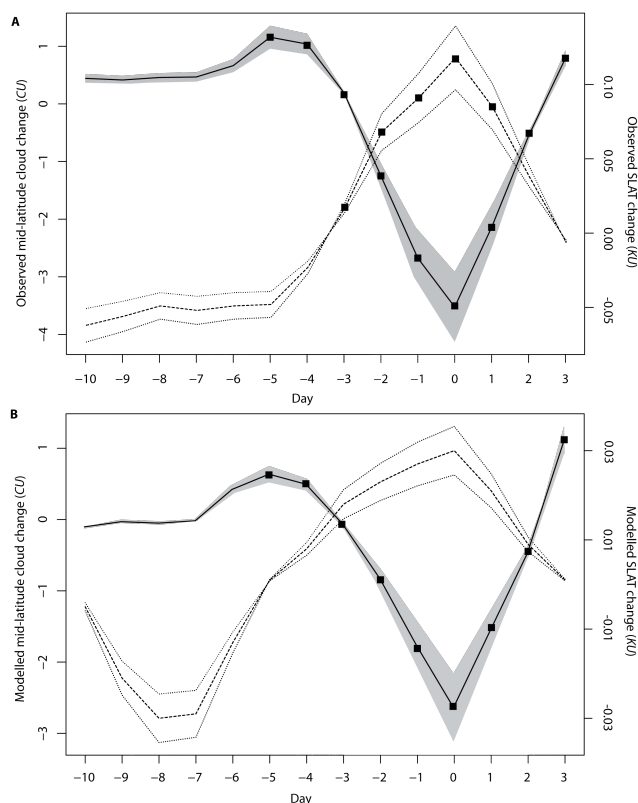 A
Observed mid-latitude cloud change (CU)
1
0
−1
−2
−3
−4
0.10
0.05
0.00
−0.05
Observed SLAT change (KU)
−10 −9 −8 −7 −6 −5 −4 −3 −2 −1 0 1 2 3
Day
B
Modelled mid-latitude cloud change (CU)
1
0
−1
−2
−3
0.03
0.01
-0.01
-0.03
Modelled SLAT change (KU)
−10 −9 −8 −7 −6 −5 −4 −3 −2 −1 0 1 2 3
Day